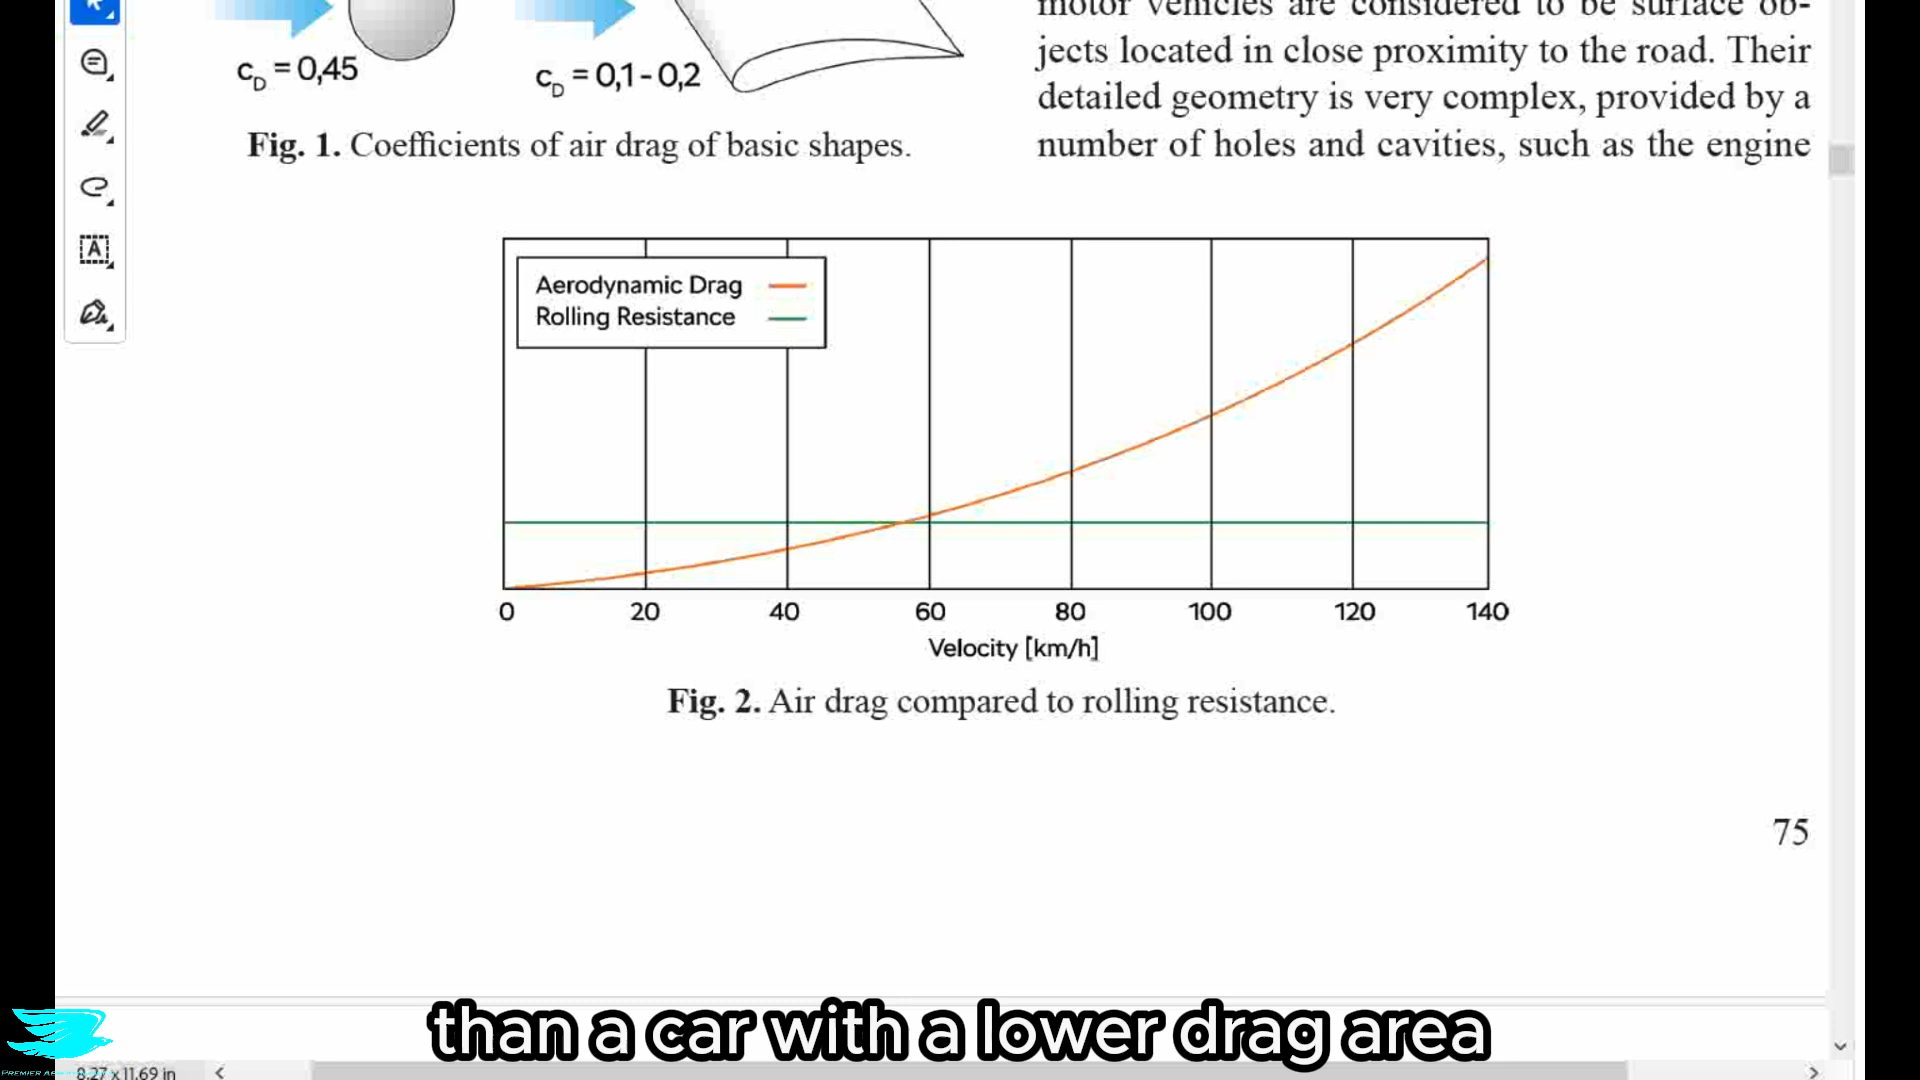 motor vehicles are considered to be surface ob-
jects located in close proximity to the road. Their
detailed geometry is very complex, provided by a
number of holes and cavities, such as the engine
cD = 0,45
cD = 0,1 - 0,2
Fig. 1. Coefficients of air drag of basic shapes.
Aerodynamic Drag
Rolling Resistance
0 20 40 60 80 100 120 140
Velocity [km/h]
Fig. 2. Air drag compared to rolling resistance.
75
than a car with a lower drag area
8.27 x 11.69 in